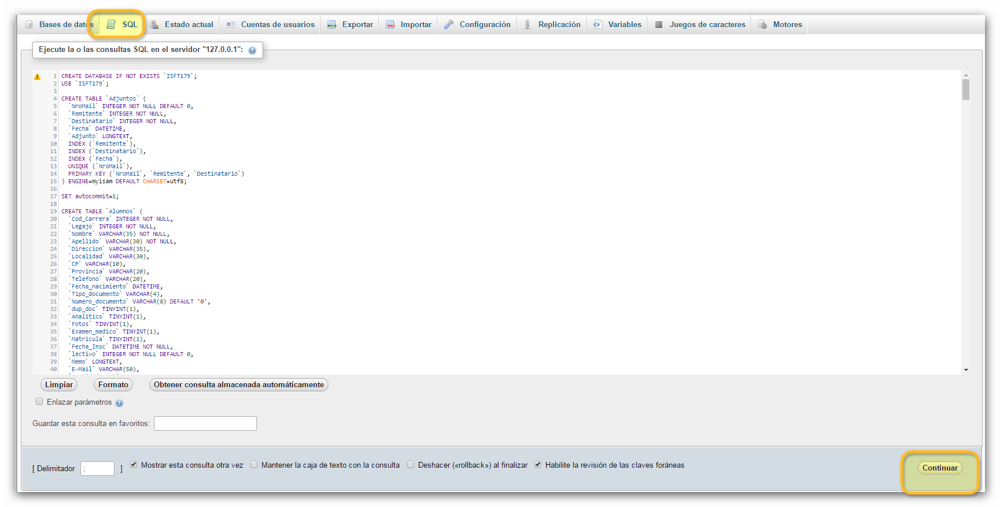 Bases de datos SQL Estado actual Cuentas de usuarios Exportar Importar Configuración Replicación Variables Juegos de caracteres Motores
Ejecute la o las consultas SQL en el servidor "127.0.0.1":
1 CREATE DATABASE IF NOT EXISTS `ISFT179`;
2 USE `ISFT179`;
3
4 CREATE TABLE `Adjuntos` (
5 `NroMail` INTEGER NOT NULL DEFAULT 0,
6 `Remitente` INTEGER NOT NULL,
7 `Destinatario` INTEGER NOT NULL,
8 `Fecha` DATETIME,
9 `Adjunto` LONGTEXT,
10 INDEX (`Remitente`),
11 INDEX (`Destinatario`),
12 INDEX (`Fecha`),
13 UNIQUE (`NroMail`),
14 PRIMARY KEY (`NroMail`, `Remitente`, `Destinatario`)
15 ) ENGINE=myisam DEFAULT CHARSET=utf8;
16
17 SET autocommit=1;
18
19 CREATE TABLE `Alumnos` (
20 `Cod_Carrera` INTEGER NOT NULL,
21 `Legajo` INTEGER NOT NULL,
22 `Nombre` VARCHAR(35) NOT NULL,
23 `Apellido` VARCHAR(30) NOT NULL,
24 `Direccion` VARCHAR(35),
25 `Localidad` VARCHAR(30),
26 `CP` VARCHAR(10),
27 `Provincia` VARCHAR(20),
28 `Telefono` VARCHAR(20),
29 `Fecha_nacimiento` DATETIME,
30 `Tipo_documento` VARCHAR(4),
31 `Numero_documento` VARCHAR(8) DEFAULT '0',
32 `dup_doc` TINYINT(1),
33 `Analitico` TINYINT(1),
34 `Fotos` TINYINT(1),
35 `Examen_medico` TINYINT(1),
36 `Matricula` TINYINT(1),
37 `Fecha_Insc` DATETIME NOT NULL,
38 `lectivo` INTEGER NOT NULL DEFAULT 0,
39 `Memo` LONGTEXT,
40 `E-Mail` VARCHAR(50),
Limpiar Formato Obtener consulta almacenada automáticamente
Enlazar parámetros
Guardar esta consulta en favoritos:
[ Delimitador ; ] Mostrar esta consulta otra vez Mantener la caja de texto con la consulta Deshacer («rollback») al finalizar Habilite la revisión de las claves foráneas Continuar